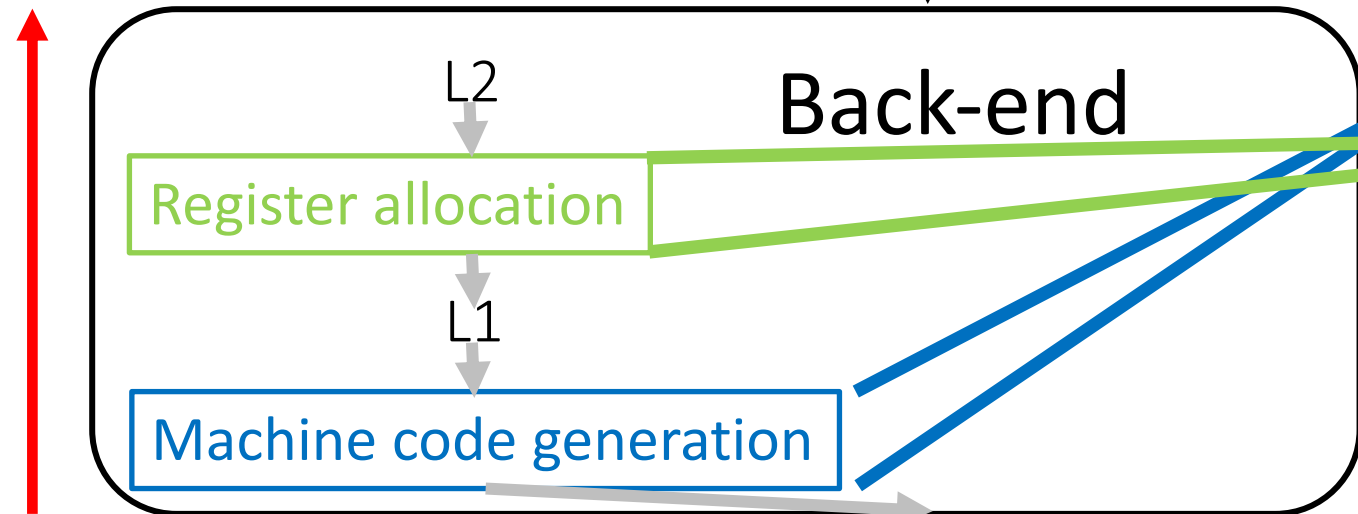 L2
Back-end
Register allocation
L1
Machine code generation